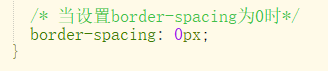 /* 当设置border-spacing为0时*/
border-spacing: 0px;
}